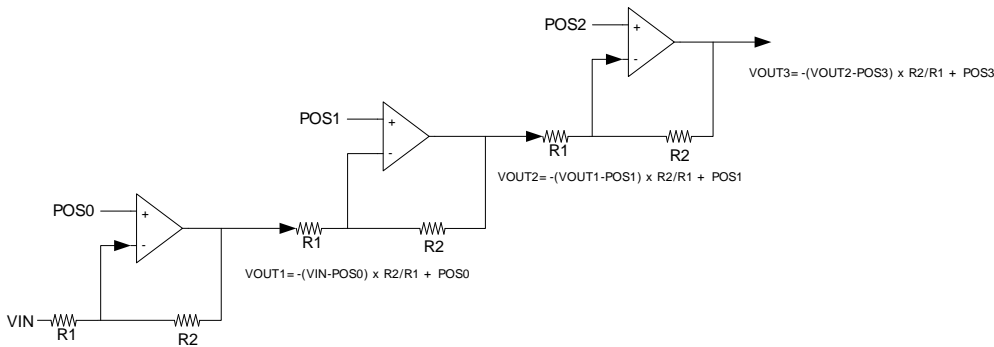 POS2
+
-
VOUT3= -(VOUT2-POS3) x R2/R1 + POS3
R1
R2
POS1
+
-
VOUT2= -(VOUT1-POS1) x R2/R1 + POS1
R1
R2
POS0
+
-
VOUT1= -(VIN-POS0) x R2/R1 + POS0
VIN
R1
R2